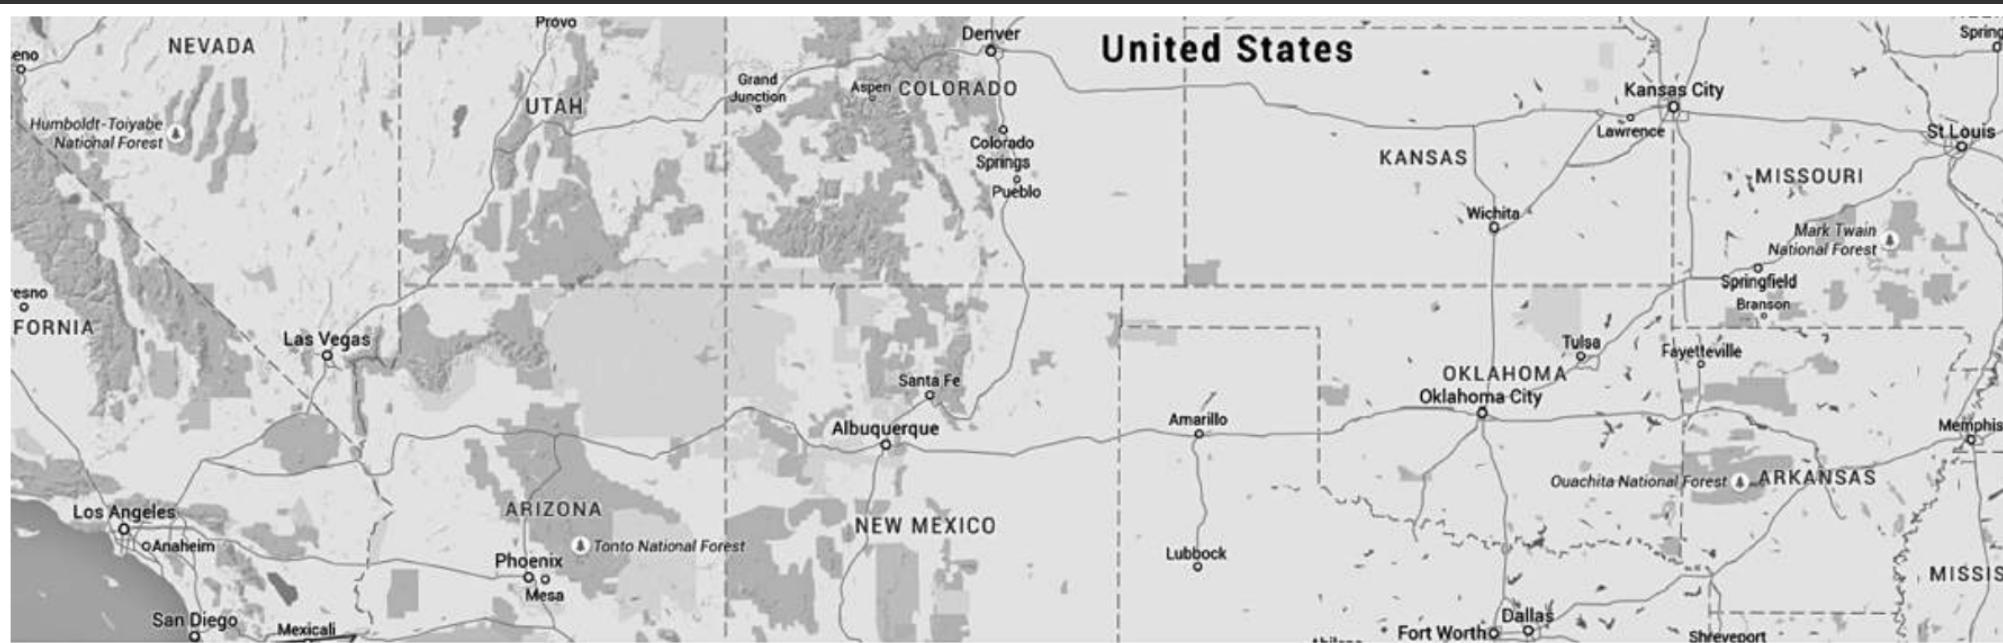 Provo
Denver
Spring
NEVADA
United States
eno
Grand
Junction
Aspen
COLORADO
Kansas City
UTAH
Humboldt-Toiyabe
National Forest
Lawrence
St Louis
Colorado
Springs
KANSAS
MISSOURI
Pueblo
Wichita
Mark Twain
National Forest
Springfield
Branson
esno
FORNIA
Las Vegas
Tulsa
Fayetteville
OKLAHOMA
Santa Fe
Oklahoma City
Amarillo
Albuquerque
Memphis
Ouachita National Forest
ARKANSAS
Los Angeles
ARIZONA
NEW MEXICO
Anaheim
Tonto National Forest
Lubbock
Phoenix
Mesa
MISSIS
San Diego
Mexicali
Dallas
Fort Worth
Shreveport